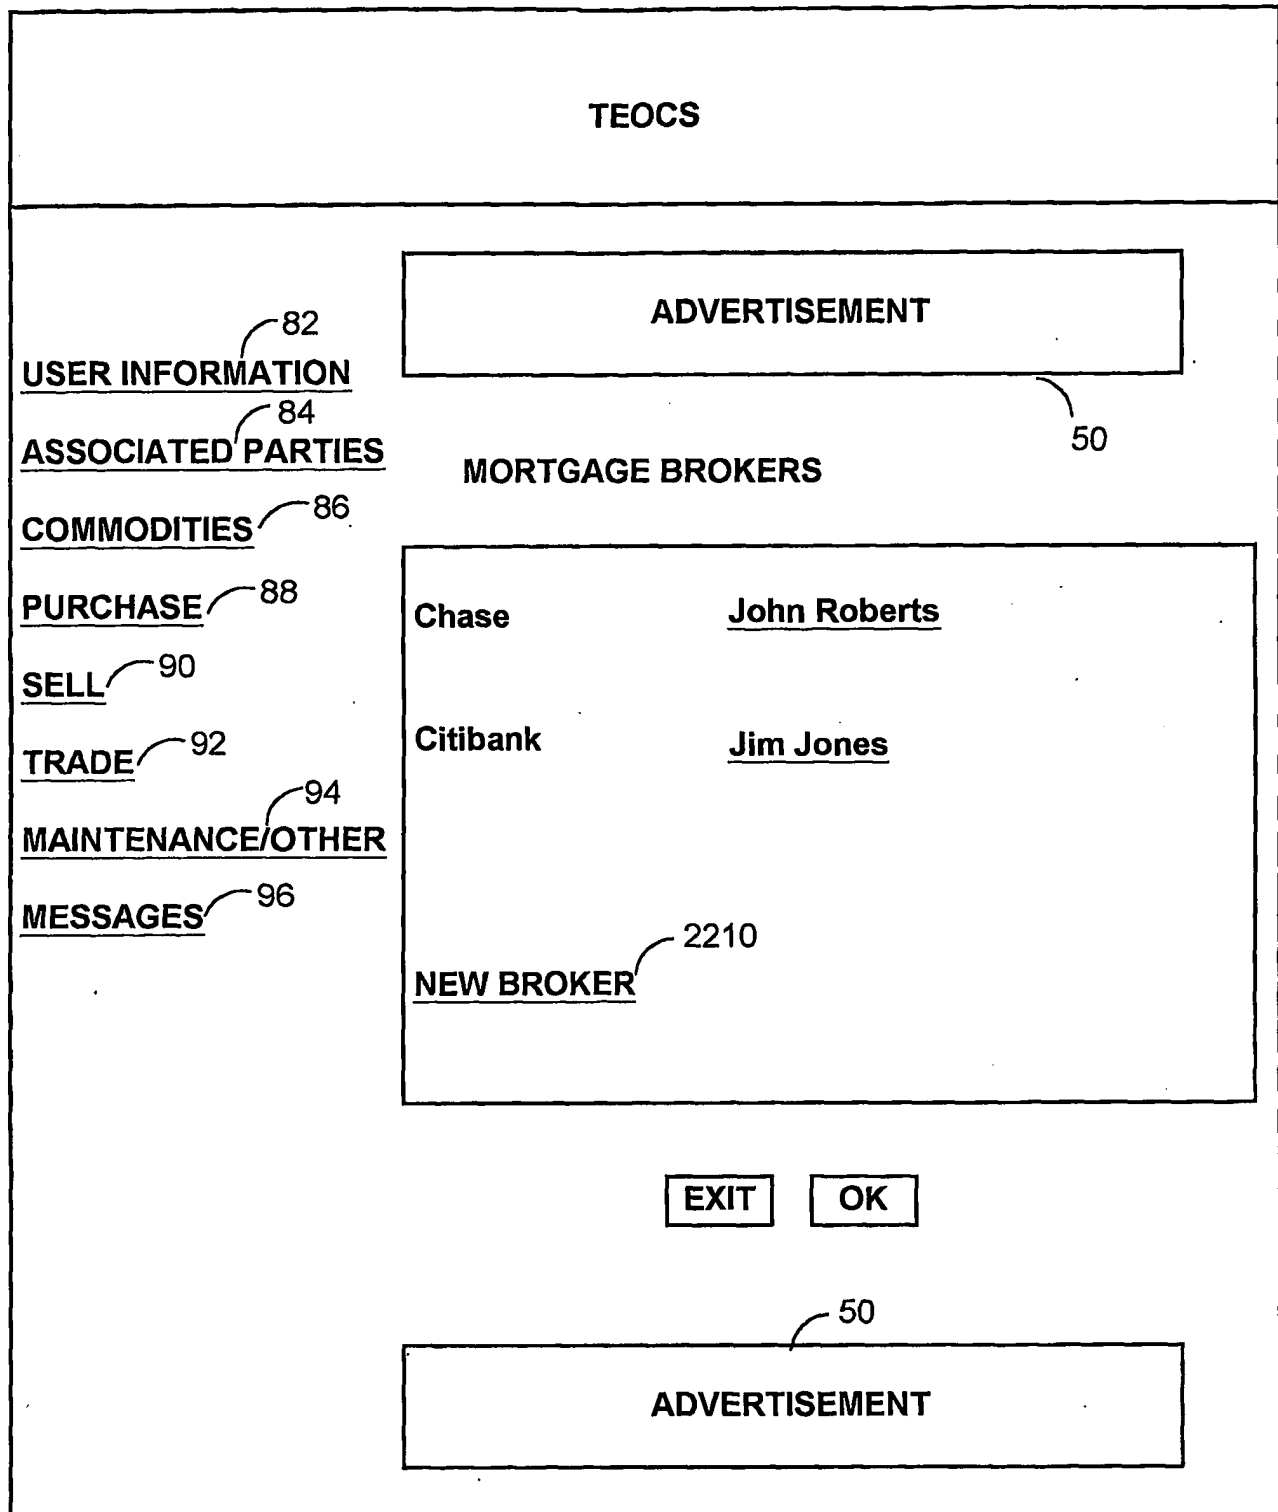 TEOCS
ADVERTISEMENT
50
82
USER INFORMATION
84
ASSOCIATED PARTIES
86
COMMODITIES
88
PURCHASE
90
SELL
92
TRADE
94
MAINTENANCE/OTHER
96
MESSAGES
MORTGAGE BROKERS
Chase John Roberts
Citibank Jim Jones
2210
NEW BROKER
EXIT OK
50
ADVERTISEMENT